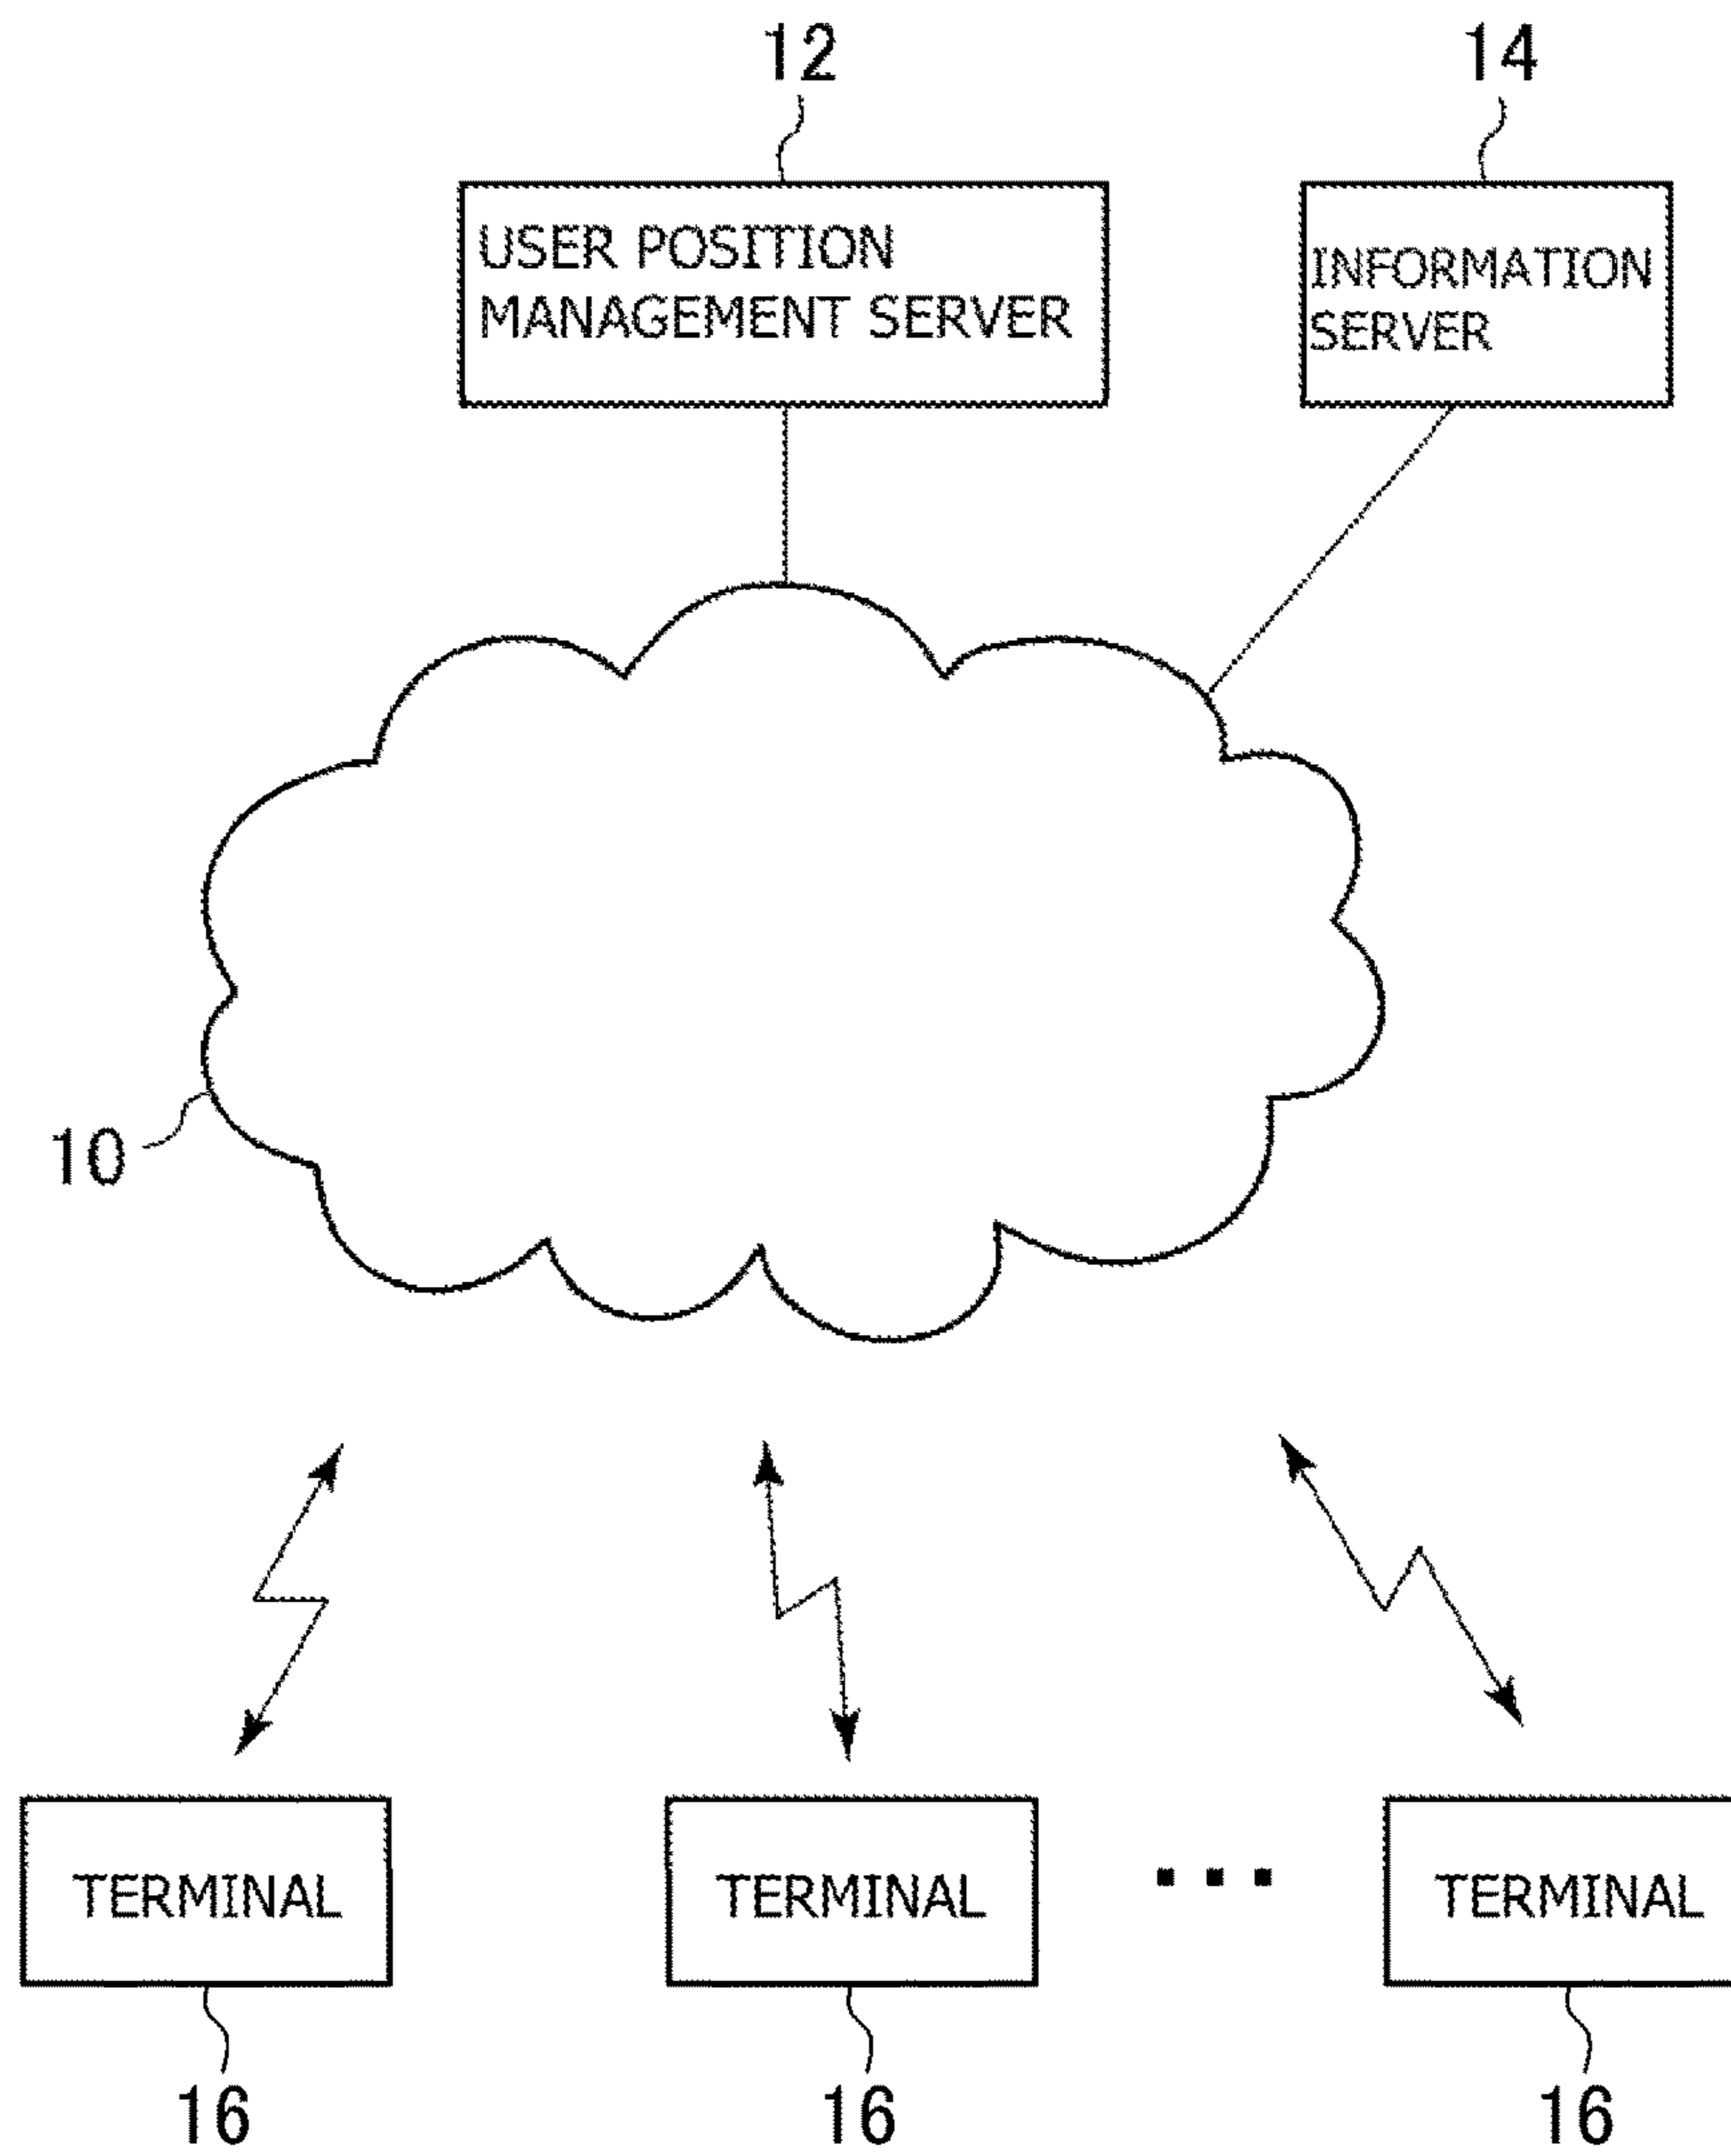 12
14
USER POSITION
MANAGEMENT SERVER
INFORMATION
SERVER
10
TERMINAL
TERMINAL
...
TERMINAL
16
16
16